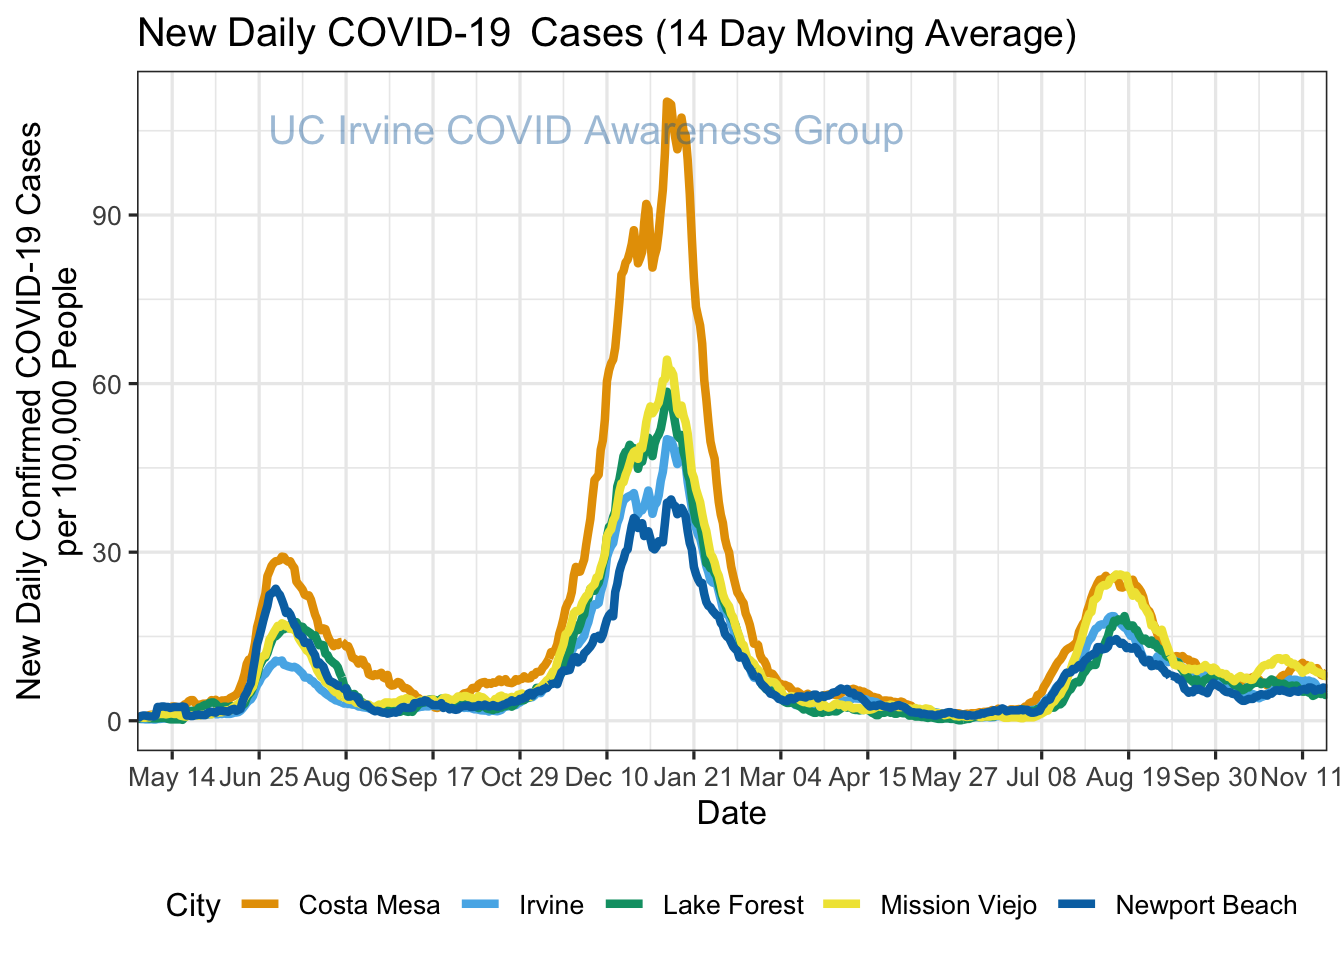 New Daily COVID-19  Cases (14 Day Moving Average)
UC Irvine COVID Awareness Group
New Daily Confirmed COVID-19 Cases
per 100,000 People
90
60
30
0
May 14 Jun 25 Aug 06 Sep 17 Oct 29 Dec 10 Jan 21 Mar 04 Apr 15 May 27 Jul 08 Aug 19 Sep 30 Nov 11
Date
City Costa Mesa Irvine Lake Forest Mission Viejo Newport Beach